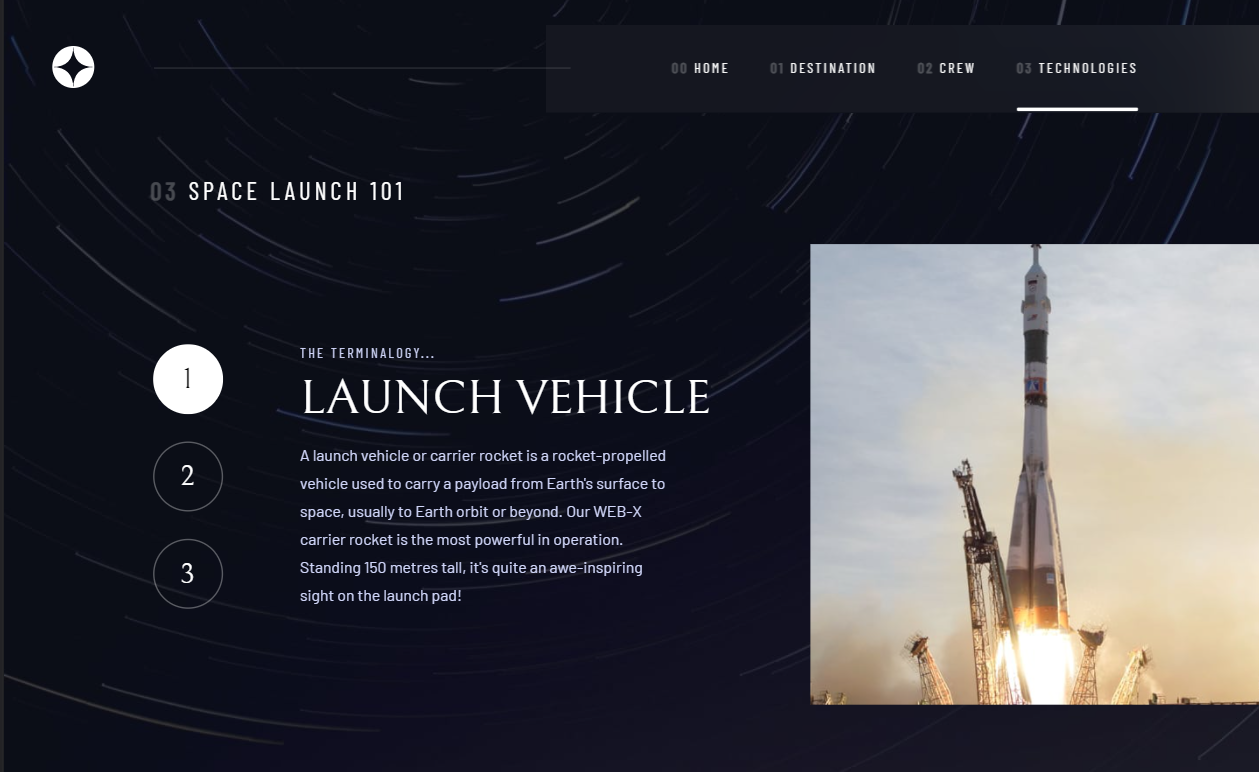 00 HOME 01 DESTINATION 02 CREW 03 TECHNOLOGIES
03 SPACE LAUNCH 101
1
2
3
THE TERMINALOGY...
LAUNCH VEHICLE
A launch vehicle or carrier rocket is a rocket-propelled
vehicle used to carry a payload from Earth's surface to
space, usually to Earth orbit or beyond. Our WEB-X
carrier rocket is the most powerful in operation.
Standing 150 metres tall, it's quite an awe-inspiring
sight on the launch pad!